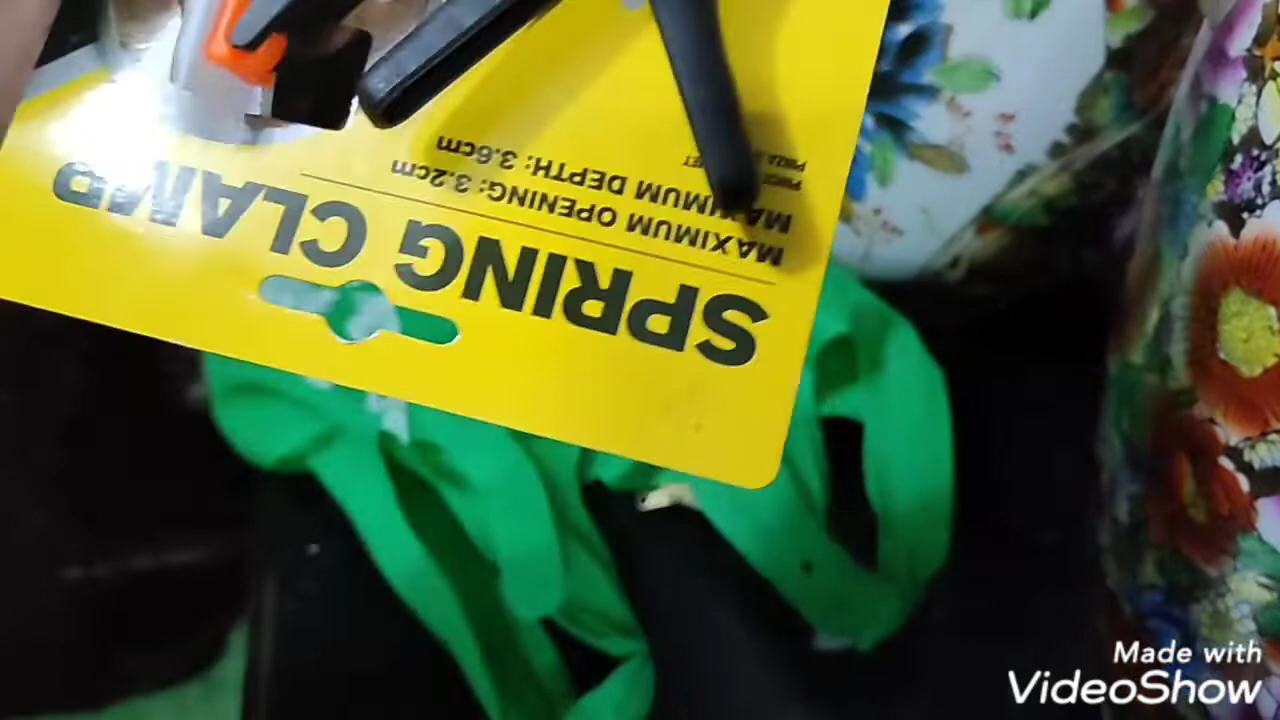 SPRING CLAMP
MAXIMUM OPENING: 3.2cm
MAXIMUM DEPTH: 3.6cm
Made with
VideoShow